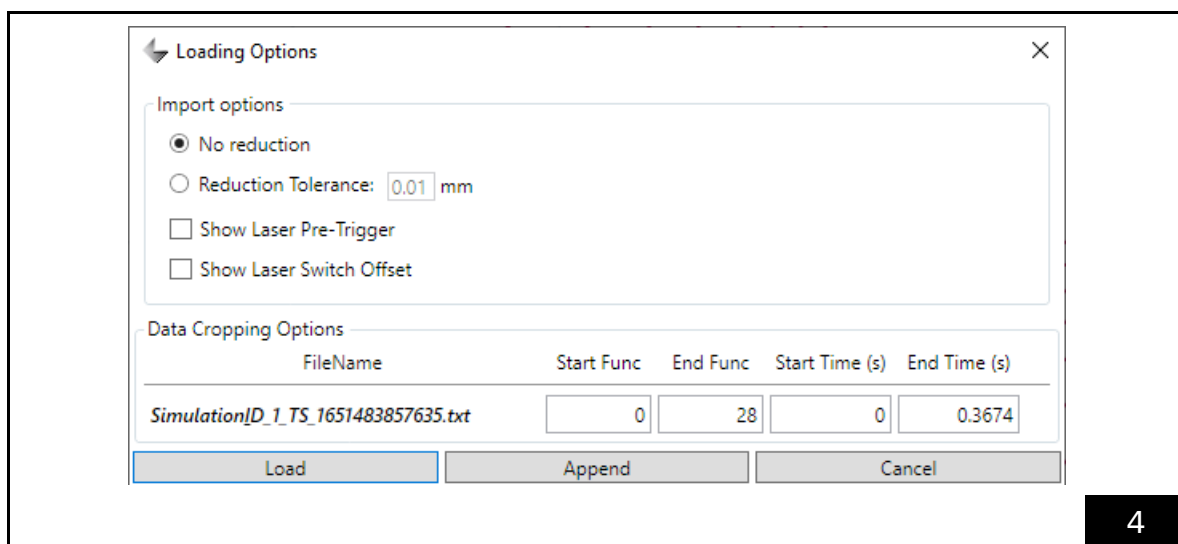 Loading Options
Import options
No reduction
Reduction Tolerance: 0.01 mm
Show Laser Pre-Trigger
Show Laser Switch Offset
Data Cropping Options
FileName Start Func End Func Start Time (s) End Time (s)
SimulationID_1_TS_1651483857635.txt 0 28 0 0.3674
Load Append Cancel
4